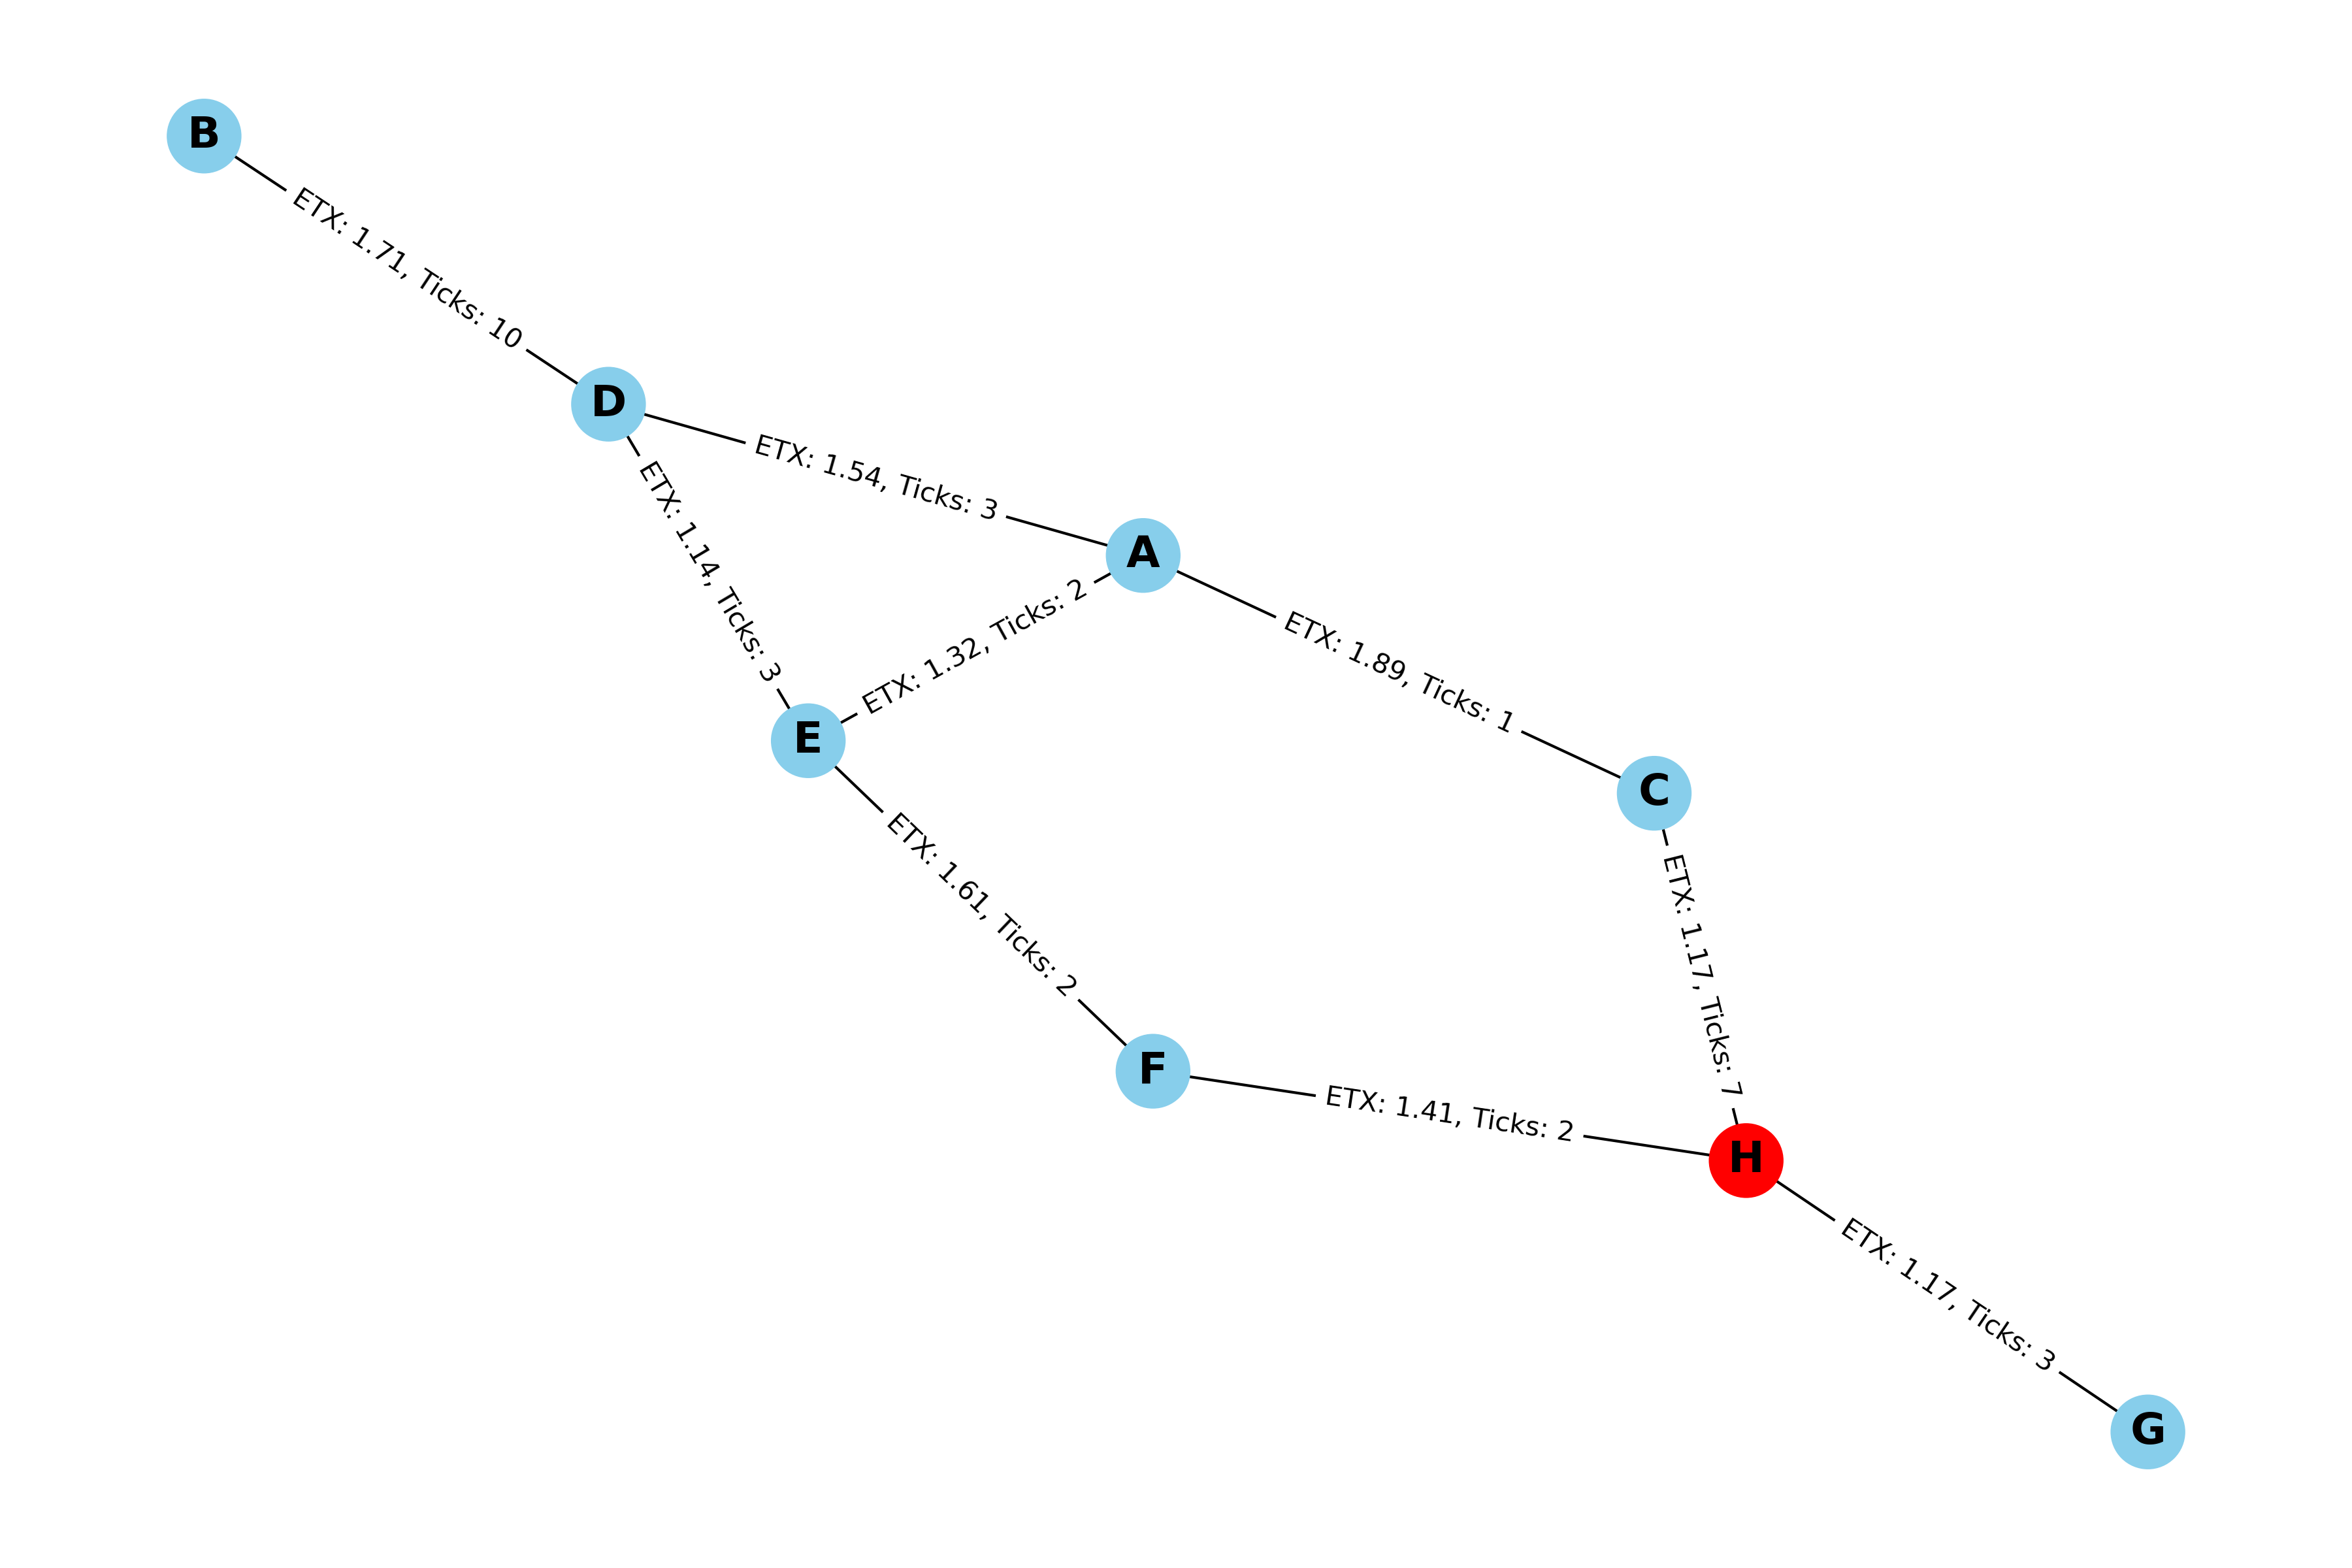 B
ETX: 1.71, Ticks: 10
D
ETX: 1.54, Ticks: 3
A
ETX: 1.14, Ticks: 3
ETX: 1.32, Ticks: 2
ETX: 1.89, Ticks: 1
E
C
ETX: 1.61, Ticks: 2
ETX: 1.17, Ticks: 7
F
ETX: 1.41, Ticks: 2
H
ETX: 1.17, Ticks: 3
G